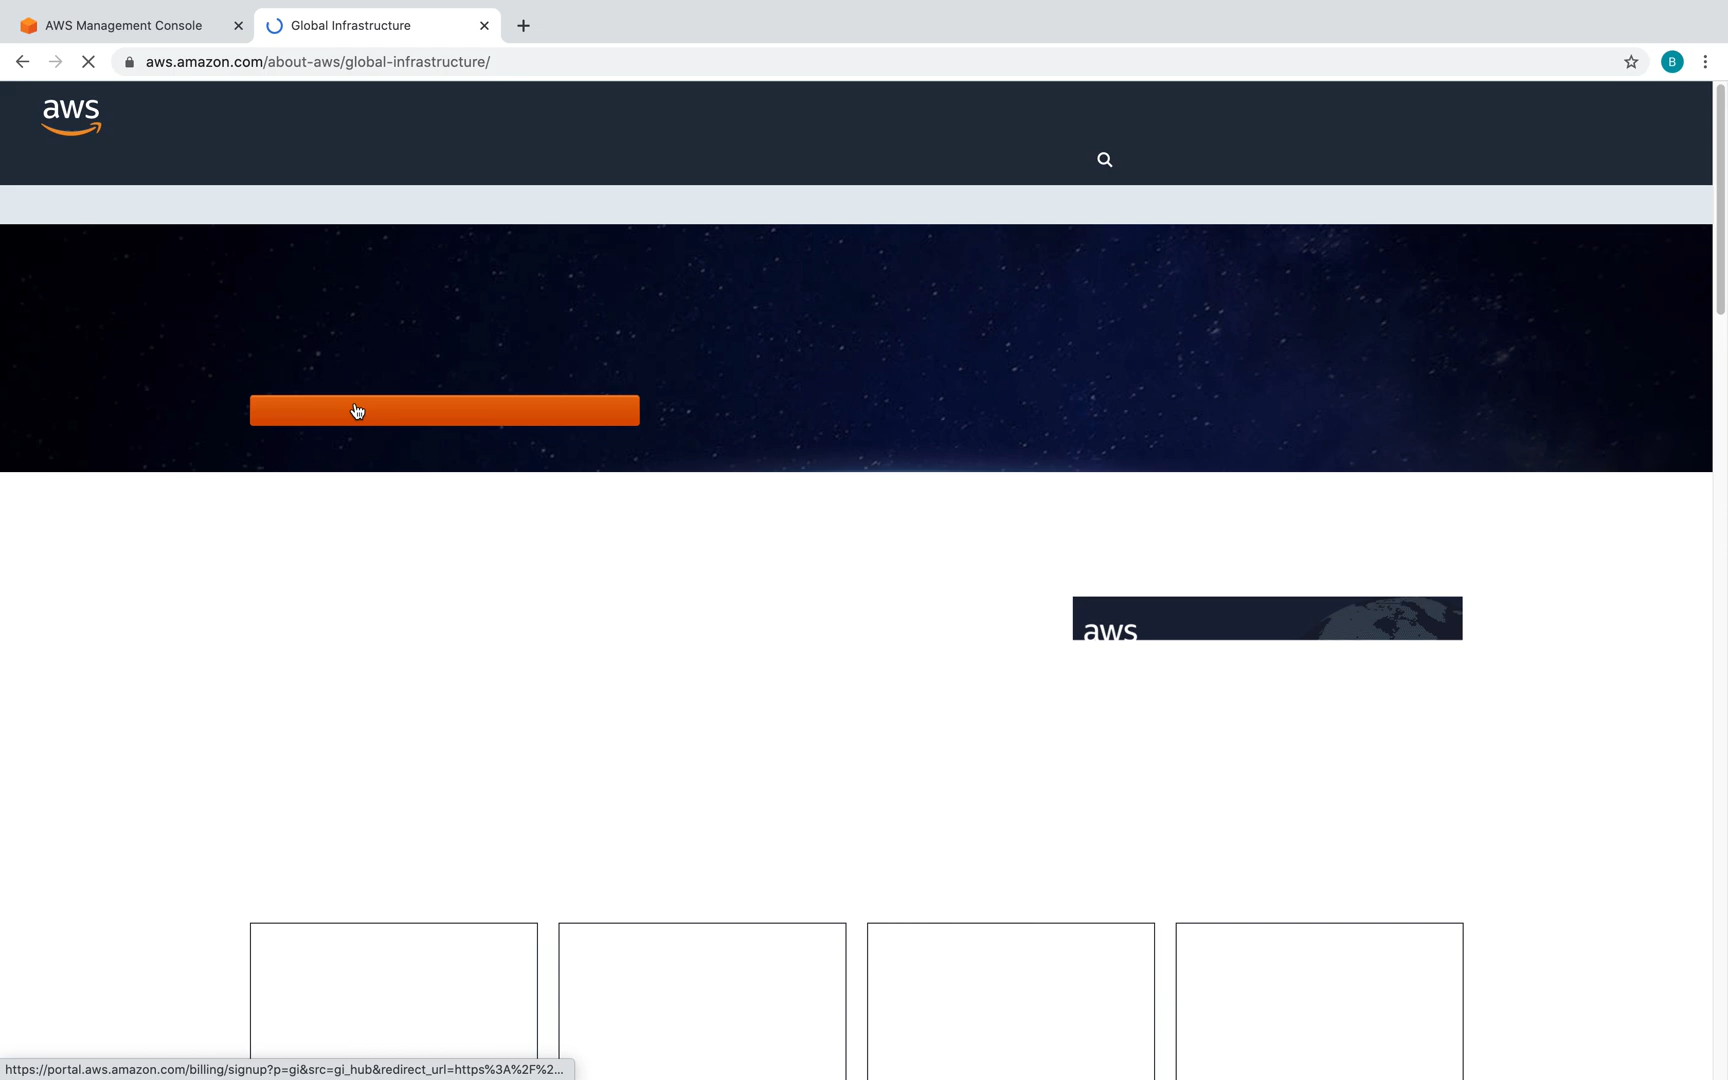 AWS Management Console
Global Infrastructure
aws.amazon.com/about-aws/global-infrastructure/
B
aws
aws
https://portal.aws.amazon.com/billing/signup?p=gi&src=gi_hub&redirect_url=https%3A%2F%2...